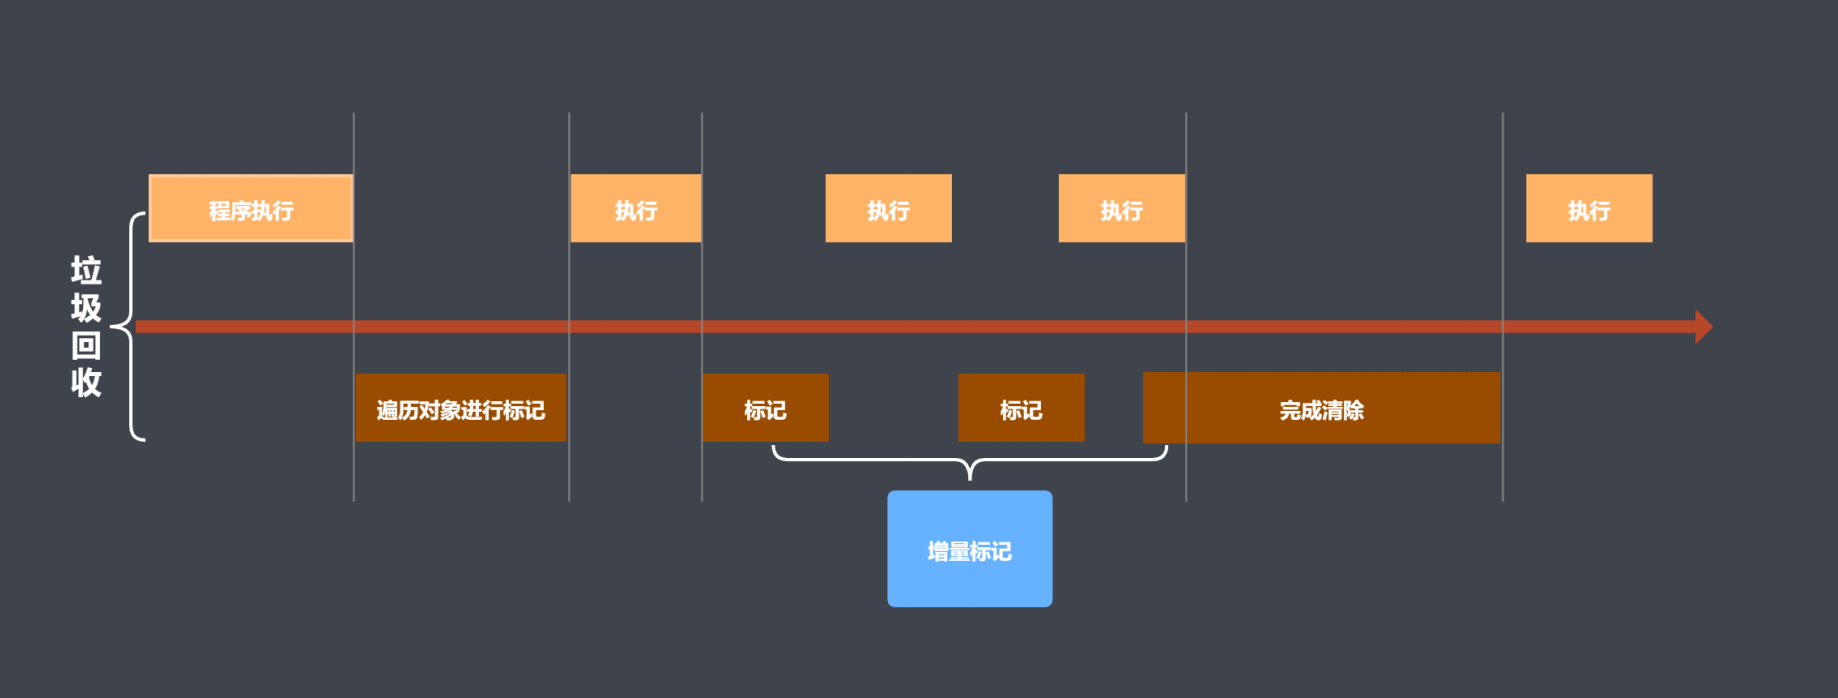 程序执行
执行
执行
执行
执行
垃圾回收
遍历对象进行标记
标记
标记
完成清除
增量标记